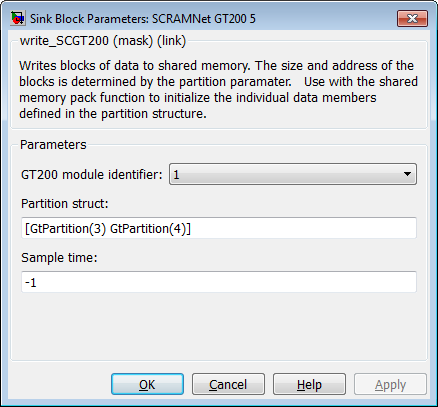 Sink Block Parameters: SCRAMNet GT200 5
write_SCGT200 (mask) (link)
Writes blocks of data to shared memory. The size and address of the
blocks is determined by the partition paramater.   Use with the shared
memory pack function to initialize the individual data members
defined in the partition structure.
Parameters
GT200 module identifier: 1
Partition struct:
[GtPartition(3) GtPartition(4)]
Sample time:
-1
OK Cancel Help Apply